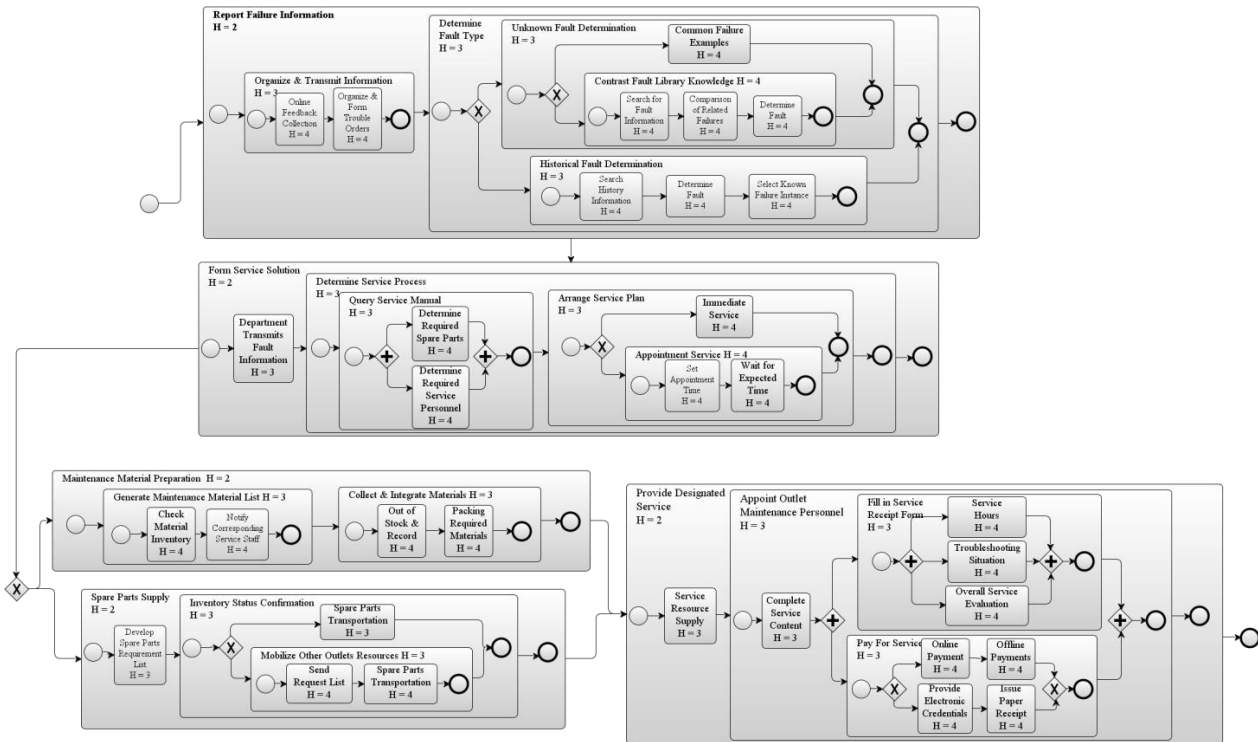 Report Failure Information
H = 2
Organize & Transmit Information
H = 3
Online
Feedback
Collection
H = 4
Organize &
Form
Trouble
Orders
H = 4
Determine
Fault Type
H = 3
X
Unknown Fault Determination
H = 3
X
Common Failure
Examples
H = 4
Contrast Fault Library Knowledge H = 4
Search for
Fault
Information
H = 4
Comparison
of Related
Failures
H = 4
Determine
Fault
H = 4
Historical Fault Determination
H = 3
Search
History
Information
H = 4
Determine
Fault
H = 4
Select Known
Failure Instance
H = 4
Form Service Solution
H = 2
Department
Transmits
Fault
Information
H = 3
Determine Service Process
H = 3
Query Service Manual
H = 3
+
Determine
Required
Spare Parts
H = 4
Determine
Required
Service
Personnel
H = 4
+
Arrange Service Plan
H = 3
X
Immediate
Service
H = 4
Appointment Service H = 4
Set
Appointment
Time
H = 4
Wait for
Expected
Time
H = 4
X
Maintenance Material Preparation H = 2
Generate Maintenance Material List H = 3
Check
Material
Inventory
H = 4
Notify
Corresponding
Service Staff
H = 4
Collect & Integrate Materials H = 3
Out of
Stock &
Record
H = 4
Packing
Required
Materials
H = 4
Spare Parts Supply
H = 2
Develop
Spare Parts
Requirement
List
H = 3
Inventory Status Confirmation
H = 3
X
Spare Parts
Transportation
H = 3
Mobilize Other Outlets Resources H = 3
Send
Request List
H = 4
Spare Parts
Transportation
H = 4
Provide Designated
Service
H = 2
Service
Resource
Supply
H = 3
Appoint Outlet
Maintenance Personnel
H = 3
Complete
Service
Content
H = 3
+
Fill in Service
Receipt Form
H = 3
+
Service
Hours
H = 4
Troubleshooting
Situation
H = 4
Overall Service
Evaluation
H = 4
+
Pay For Service
H = 3
X
Online
Payment
H = 4
Offline
Payments
H = 4
Provide
Electronic
Credentials
H = 4
Issue
Paper
Receipt
H = 4
X
+